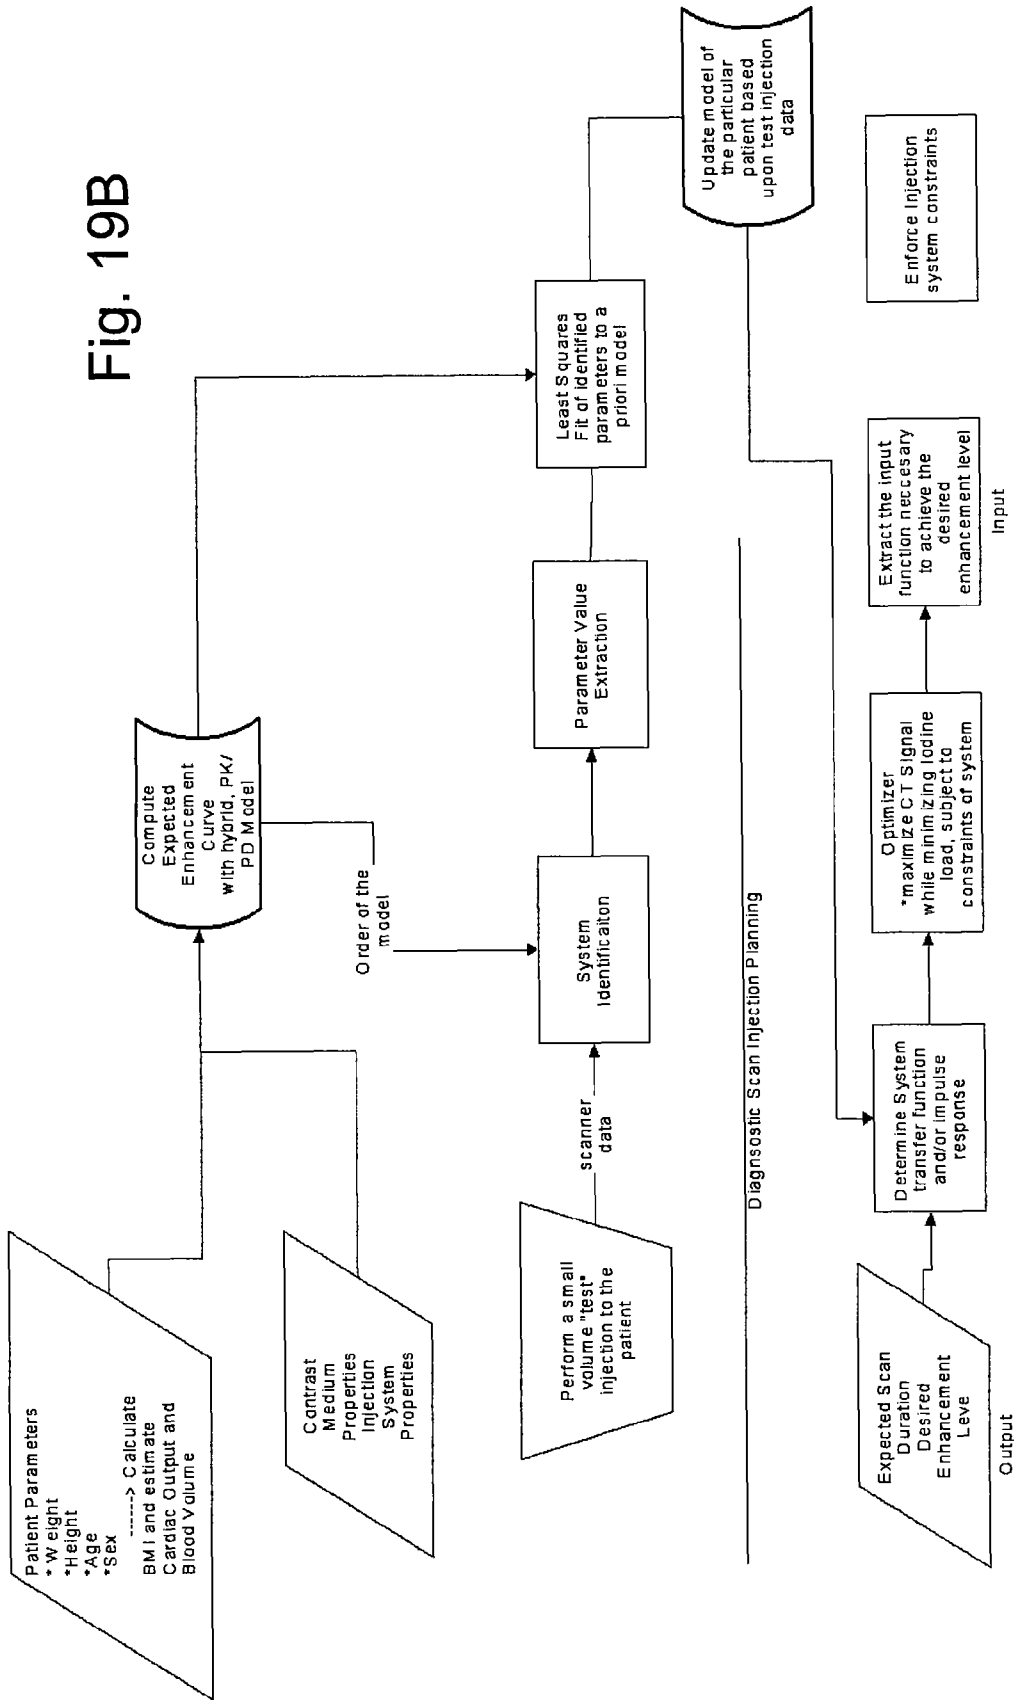 Fig. 19B
Patient Parameters
*Weight
*Height
*Age
*Sex
-----> Calculate
BMI and estimate
Cardiac Output and
Blood Volume
Compute
Expected
Enhancement
Curve
with hybrid, PK/
PD Model
Contrast
Medium
Properties
Injection
System
Properties
Order of the
model
Perform a small
volume "test"
injection to the
patient
scanner
data
System
Identificaiton
Parameter Value
Extraction
Least Squares
Fit of identified
parameters to a
priori model
Update model of
the particular
patient based
upon test injection
data
Diagnsostic Scan Injection Planning
Expected Scan
Duration
Desired
Enhancement
Leve
Output
Determine System
transfer function
and/or impulse
response
Optimizer
*maximize CT Signal
while minimizing Iodine
load, subject to
constraints of system
Extract the input
function neccesary
to achieve the
desired
enhancement level
Input
Enforce Injection
system constraints